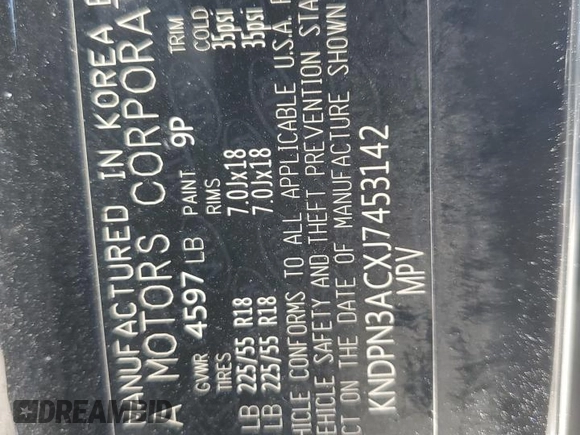 MANUFACTURED IN KOREA
MOTORS CORPORA
GVWR 4597 LB PAINT 9P TRIM
TIRES RIMS COLD
LB 225/55 R18 7.0Jx18 35psi
LB 225/55 R18 7.0Jx18 35psi
HICLE CONFORMS TO ALL APPLICABLE U.S.A. F
EHICLE SAFETY AND THEFT PREVENTION STA
CT ON THE DATE OF MANUFACTURE SHOWN
KNDPN3ACXJ7453142
MPV
DREAMBID